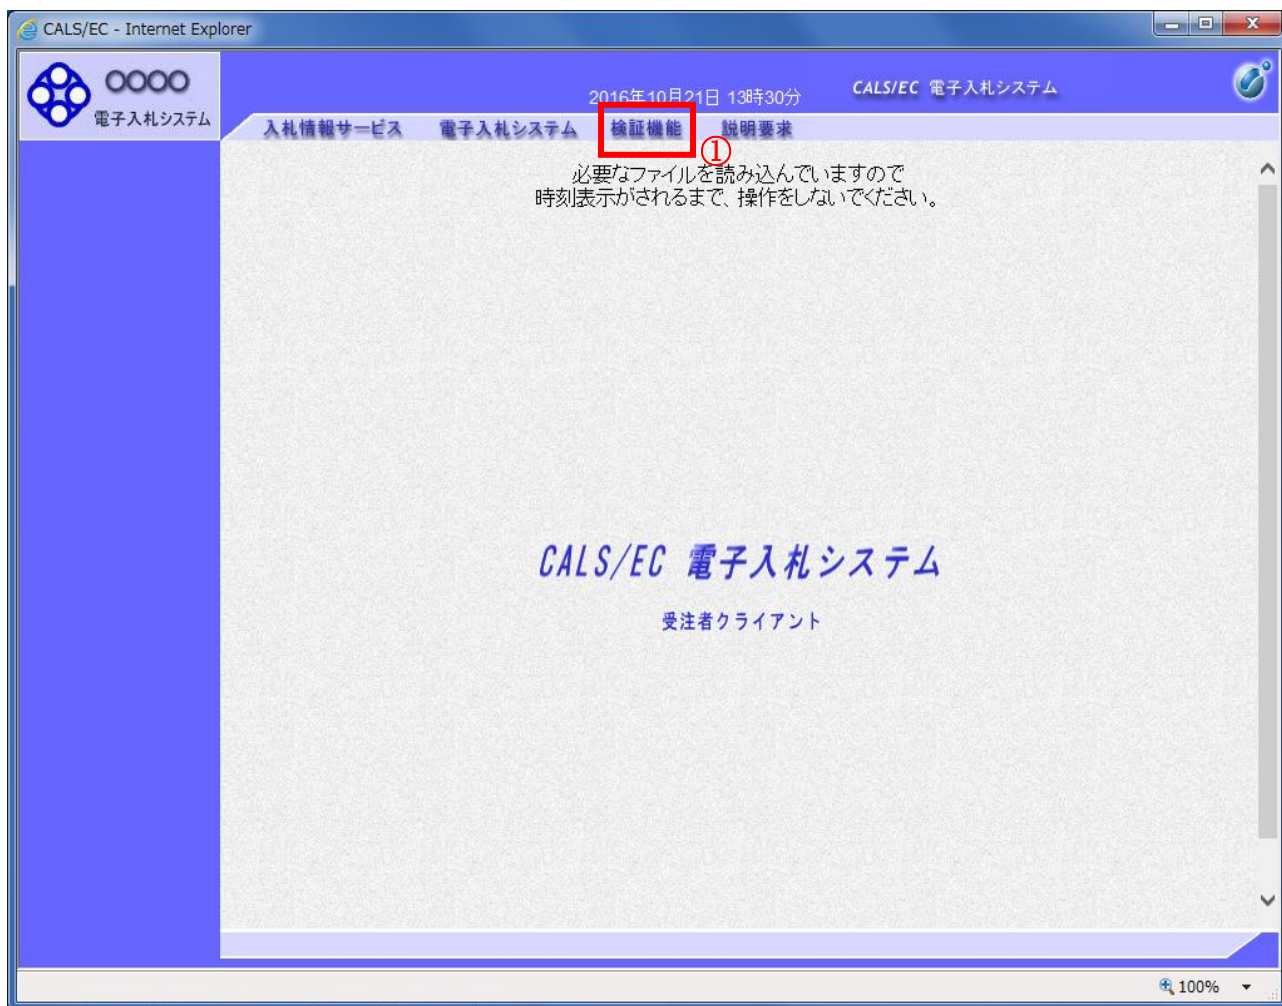 CALS/EC - Internet Explorer
○○○○
電子入札システム
2016年10月21日 13時30分
CALS/EC 電子入札システム
入札情報サービス 電子入札システム 検証機能 説明要求
①
必要なファイルを読み込んでいますので
時刻表示がされるまで、操作をしないでください。
CALS/EC 電子入札システム
受注者クライアント
100%